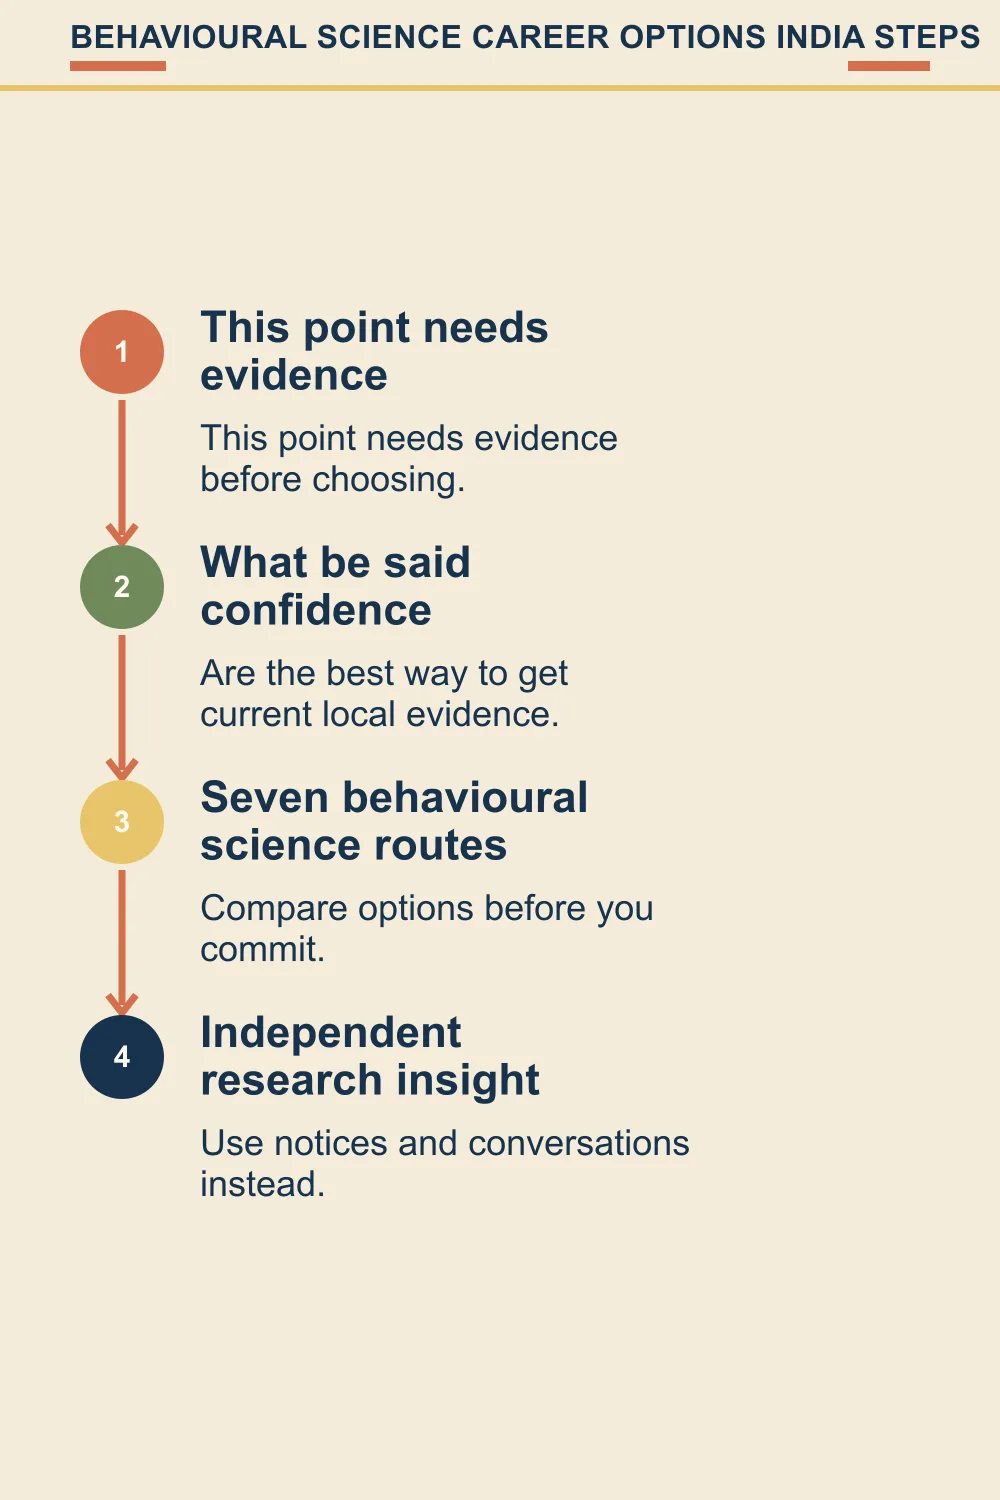 BEHAVIOURAL SCIENCE CAREER OPTIONS INDIA STEPS
1
This point needs
evidence
This point needs evidence
before choosing.
2
What be said
confidence
Are the best way to get
current local evidence.
3
Seven behavioural
science routes
Compare options before you
commit.
4
Independent
research insight
Use notices and conversations
instead.